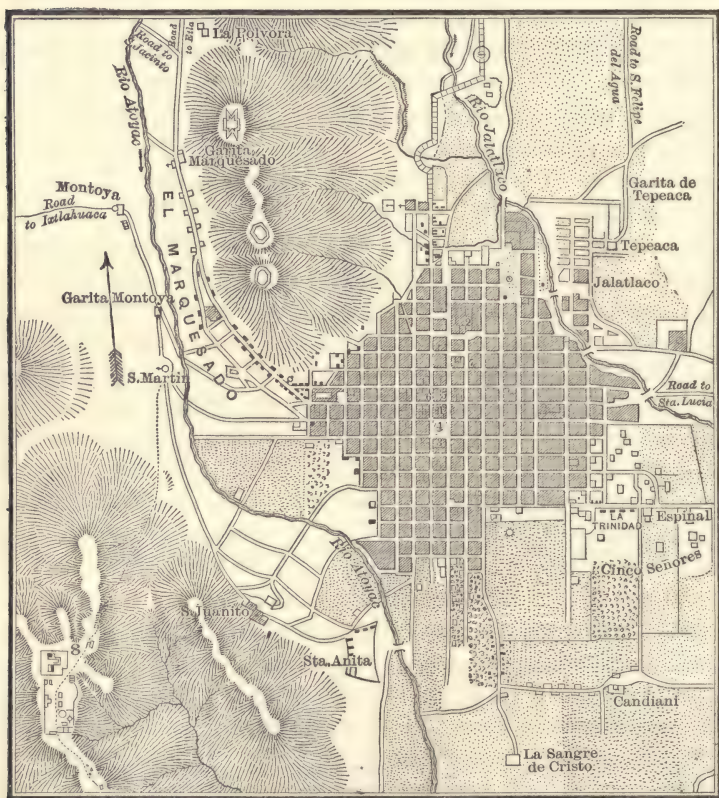 La Polvora
Road to
Jacinto
Road
to Etla
Rio Atoyac
Garita
Marquesado
Montoya
Road
to Ixtlahuaca
EL MARQUESADO
Garita Montoya
S. Martin
Rio Jalatlaco
Road to S. Felipe
del Agua
Garita de
Tepeaca
Tepeaca
Jalatlaco
Road to
Sta. Lucia
Espinal
LA
TRINIDAD
Cinco Señores
Rio Atoyac
S. Juanito
Sta. Anita
8
Candiani
La Sangre
de Cristo